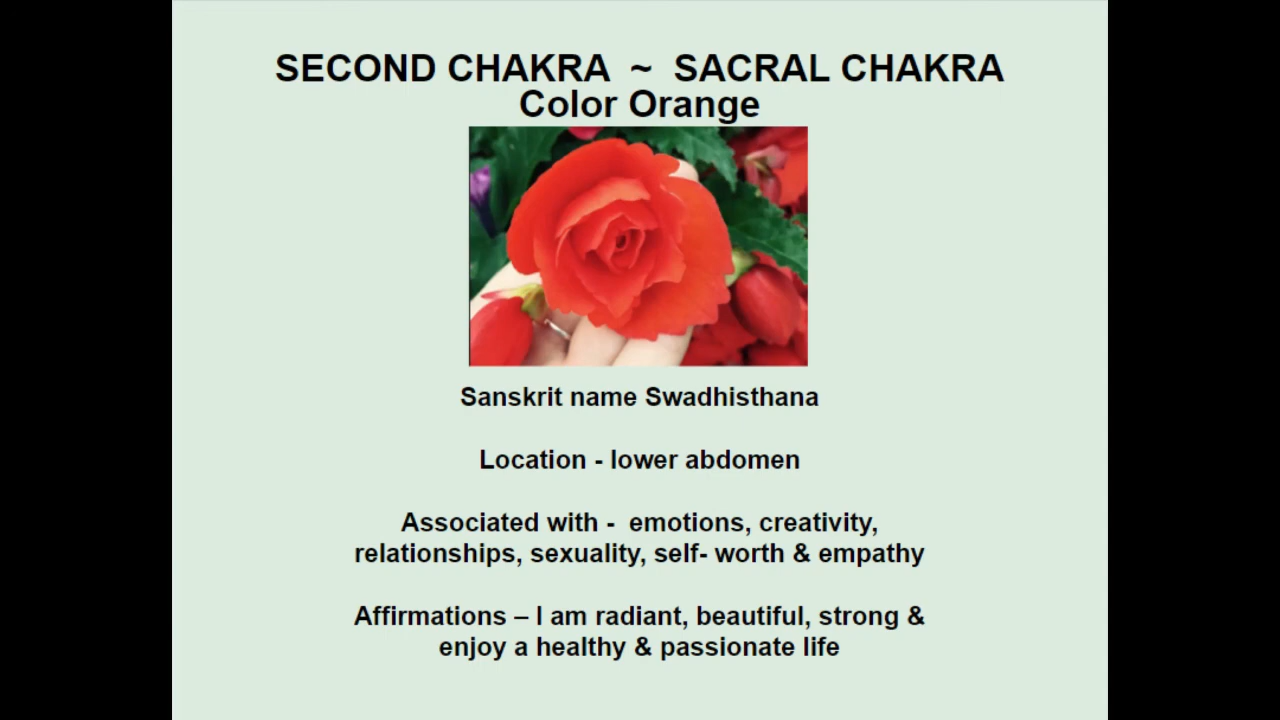 SECOND CHAKRA ~ SACRAL CHAKRA
Color Orange
Sanskrit name Swadhisthana
Location - lower abdomen
Associated with - emotions, creativity,
relationships, sexuality, self- worth & empathy
Affirmations – I am radiant, beautiful, strong &
enjoy a healthy & passionate life